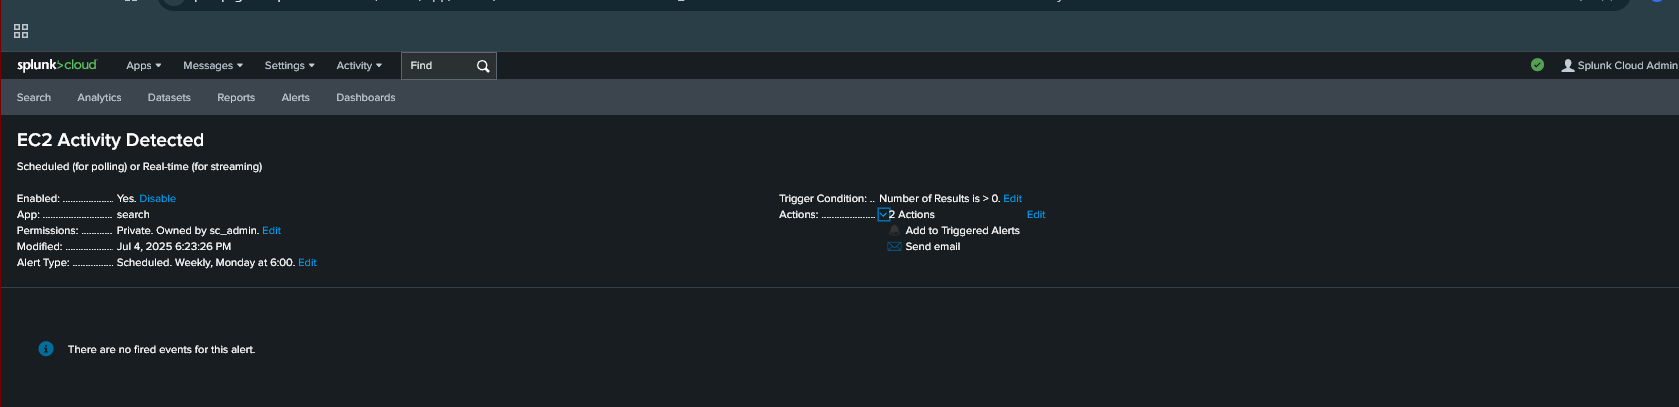 splunk>cloud Apps Messages Settings Activity Find Splunk Cloud Admin
Search Analytics Datasets Reports Alerts Dashboards
EC2 Activity Detected
Scheduled (for polling) or Real-time (for streaming)
Enabled: ................... Yes. Disable
App: .......................... search
Permissions: ............ Private. Owned by sc_admin. Edit
Modified: .................. Jul 4, 2025 6:23:26 PM
Alert Type: ............... Scheduled. Weekly, Monday at 6:00. Edit
Trigger Condition: .. Number of Results is > 0. Edit
Actions: .................... 2 Actions Edit
Add to Triggered Alerts
Send email
There are no fired events for this alert.